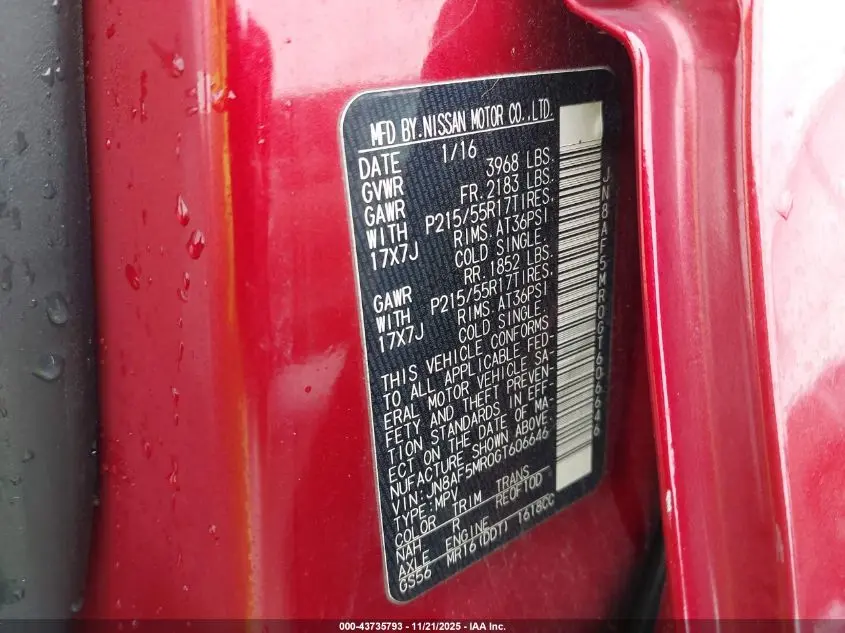 MFD BY.NISSAN MOTOR CO.,LTD.
DATE 1/16
GVWR 3968 LBS.
GAWR FR. 2183 LBS.
WITH P215/55R17TIRES,
17X7J RIMS, AT36PSI
COLD SINGLE.
GAWR RR. 1852 LBS.
WITH P215/55R17TIRES,
17X7J RIMS, AT36PSI
COLD SINGLE.
THIS VEHICLE CONFORMS
TO ALL APPLICABLE FED-
ERAL MOTOR VEHICLE SA-
FETY AND THEFT PREVEN-
TION STANDARDS IN EFF-
ECT ON THE DATE OF MA-
NUFACTURE SHOWN ABOVE.
VIN: JN8AF5MR0GT606646
TYPE: MPV
COLOR TRIM TRANS
NAH R RE0F10D
AXLE ENGINE
GS56 MR16(DDT) 1618CC
JN8AF5MR0GT606646
000-43735793 - 11/21/2025 - IAA Inc.